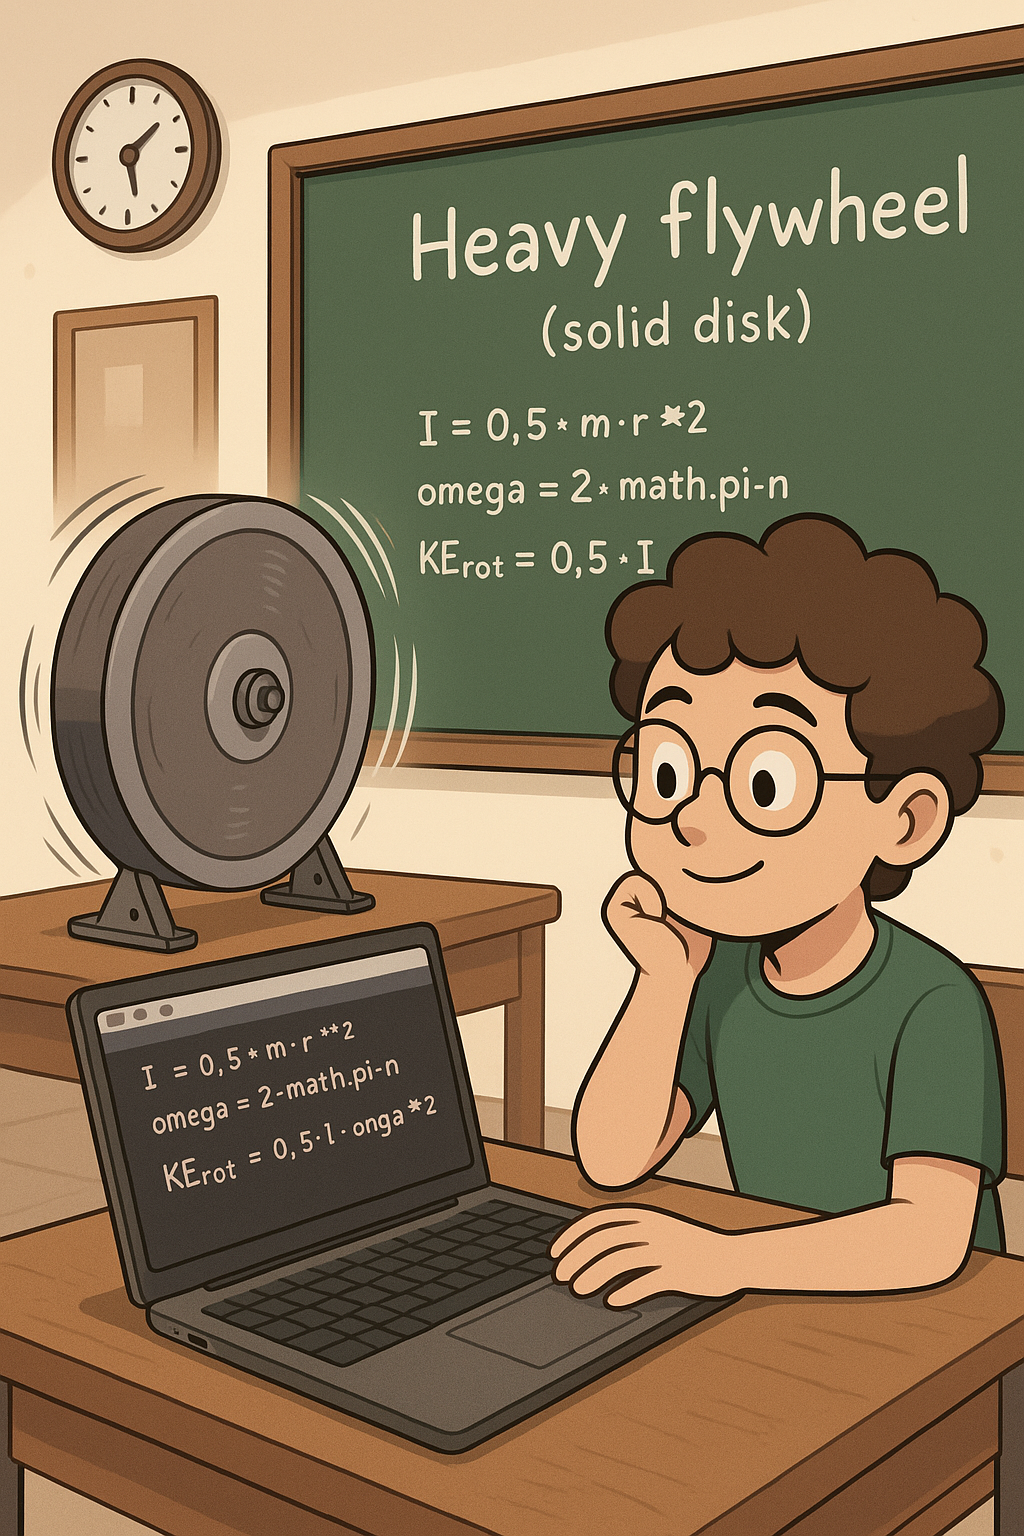 Heavy flywheel
(solid disk)
I = 0,5 * m·r *2
omega = 2 * math.pi-n
KErot = 0,5 · I
I = 0,5 * m·r **2
omega = 2-math.pi-n
KErot = 0,5·1· onga *2